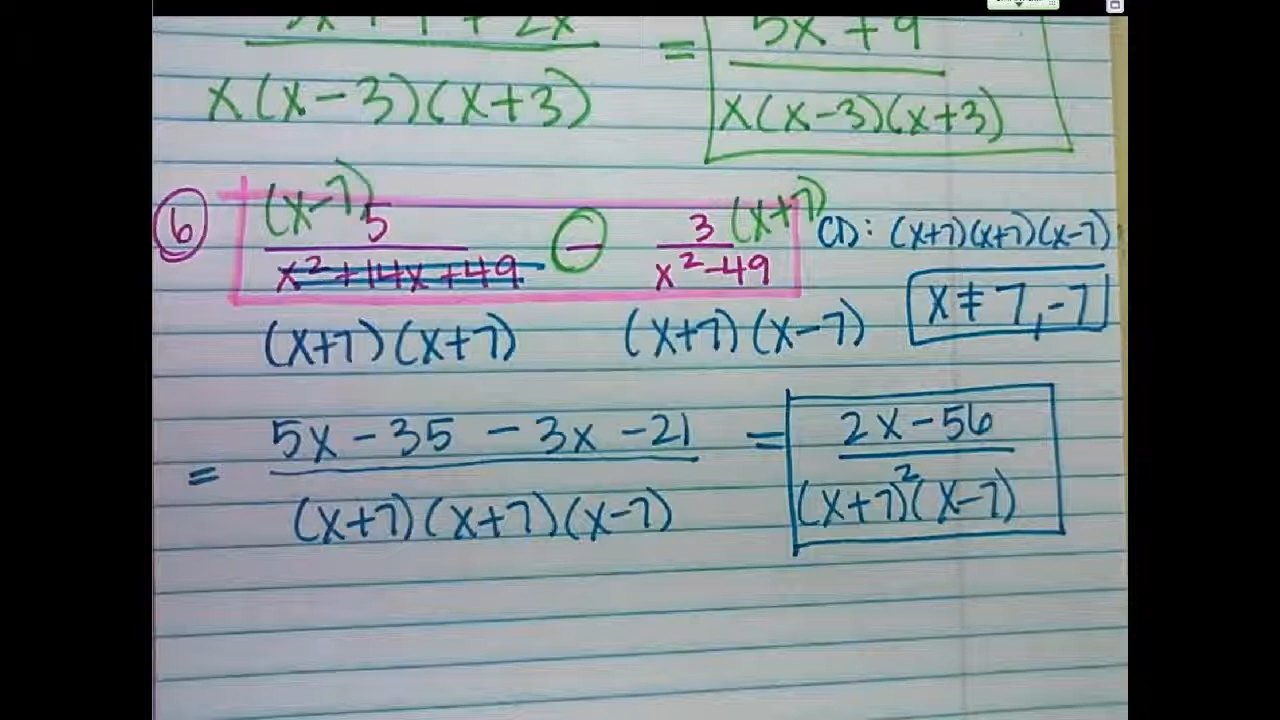 + 2x
5x + 9
=
x(x-3)(x+3)
x(x-3)(x+3)
6
(x-7)
5
x²+14x+49
-
3
(x+7)
x²-49
CD: (x+7)(x+7)(x-7)
x ≠ 7, -7
(x+7)(x+7)
(x+7)(x-7)
= 5x - 35 - 3x - 21
(x+7)(x+7)(x-7)
= 2x - 56
(x+7)²(x-7)